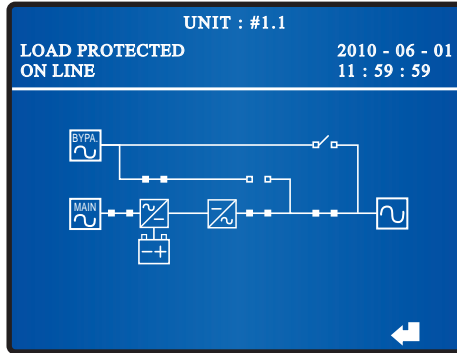 UNIT : #1.1
LOAD PROTECTED
2010 - 06 - 01
ON LINE
11 : 59 : 59
BYPA.
MAIN